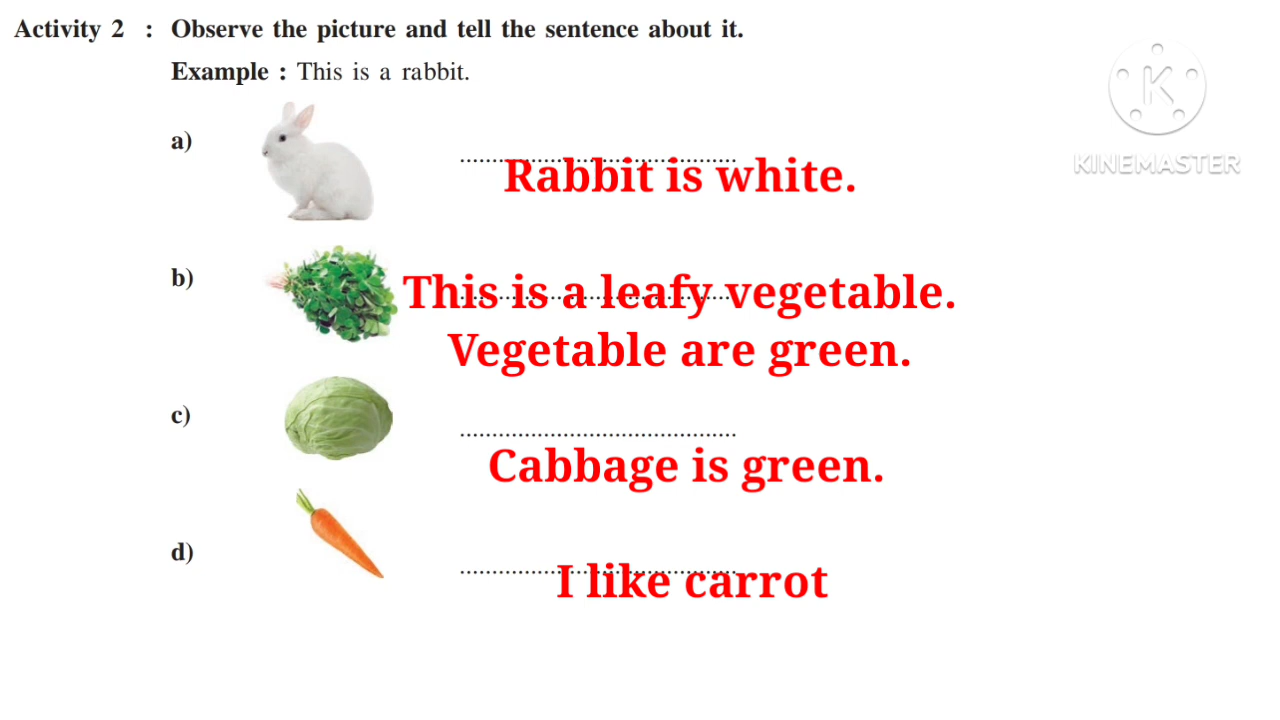 Activity 2 : Observe the picture and tell the sentence about it.
Example : This is a rabbit.
K
KINEMASTER
a) ............................................
Rabbit is white.
b) ............................................
This is a leafy vegetable.
Vegetable are green.
c) ............................................
Cabbage is green.
d) ............................................
I like carrot